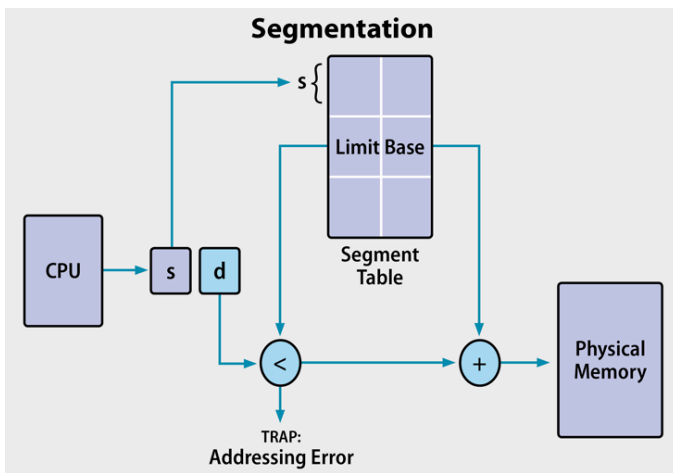 Segmentation
s {
Limit Base
Segment
Table
CPU
s
d
<
+
Physical
Memory
TRAP:
Addressing Error